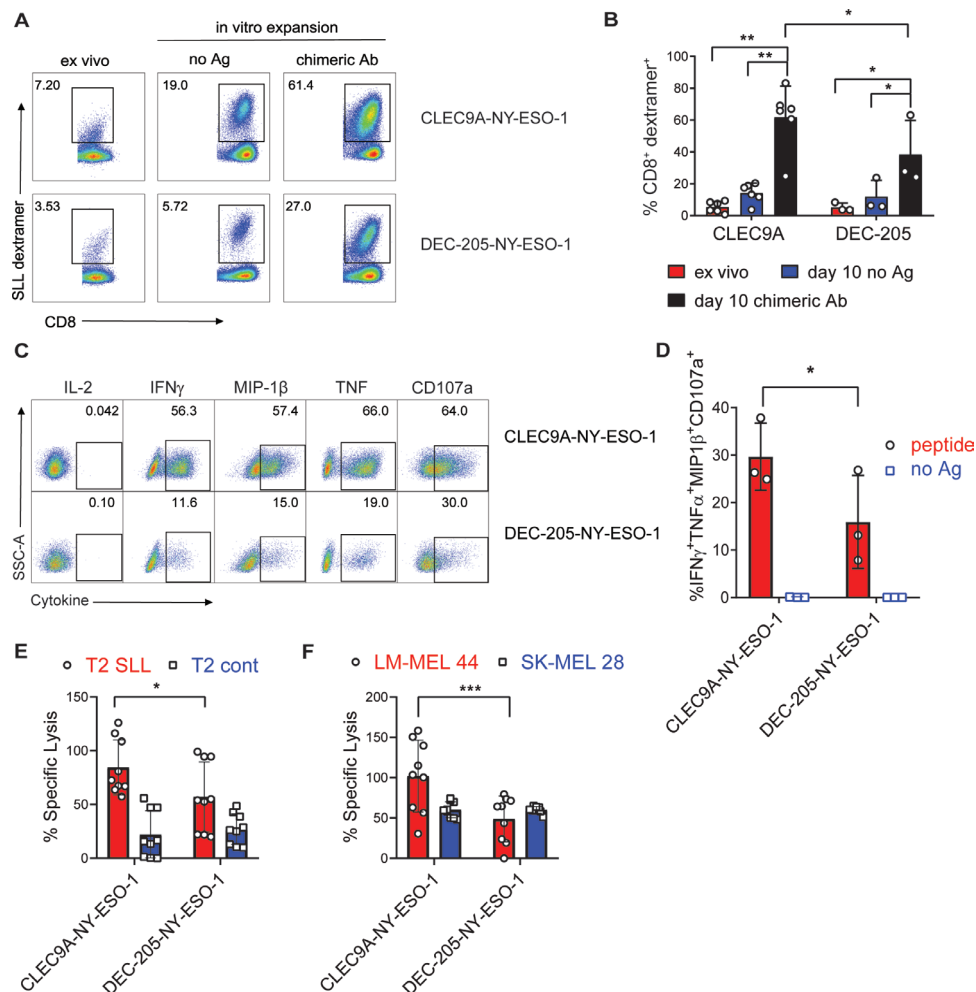 A
in vitro expansion
ex vivo
no Ag
chimeric Ab
7.20
19.0
61.4
CLEC9A-NY-ESO-1
3.53
5.72
27.0
DEC-205-NY-ESO-1
SLL dextramer
CD8
B
% CD8⁺ dextramer⁺
100
80
60
40
20
0
**
**
*
*
*
CLEC9A
DEC-205
ex vivo
day 10 no Ag
day 10 chimeric Ab
C
IL-2
IFNγ
MIP-1β
TNF
CD107a
0.042
56.3
57.4
66.0
64.0
CLEC9A-NY-ESO-1
0.10
11.6
15.0
19.0
30.0
DEC-205-NY-ESO-1
SSC-A
Cytokine
D
%IFNγ⁺TNFα⁺MIP1β⁺CD107a⁺
40
30
20
10
0
*
peptide
no Ag
CLEC9A-NY-ESO-1
DEC-205-NY-ESO-1
E
T2 SLL
T2 cont
% Specific Lysis
150
100
50
0
*
CLEC9A-NY-ESO-1
DEC-205-NY-ESO-1
F
LM-MEL 44
SK-MEL 28
% Specific Lysis
200
150
100
50
0
***
CLEC9A-NY-ESO-1
DEC-205-NY-ESO-1